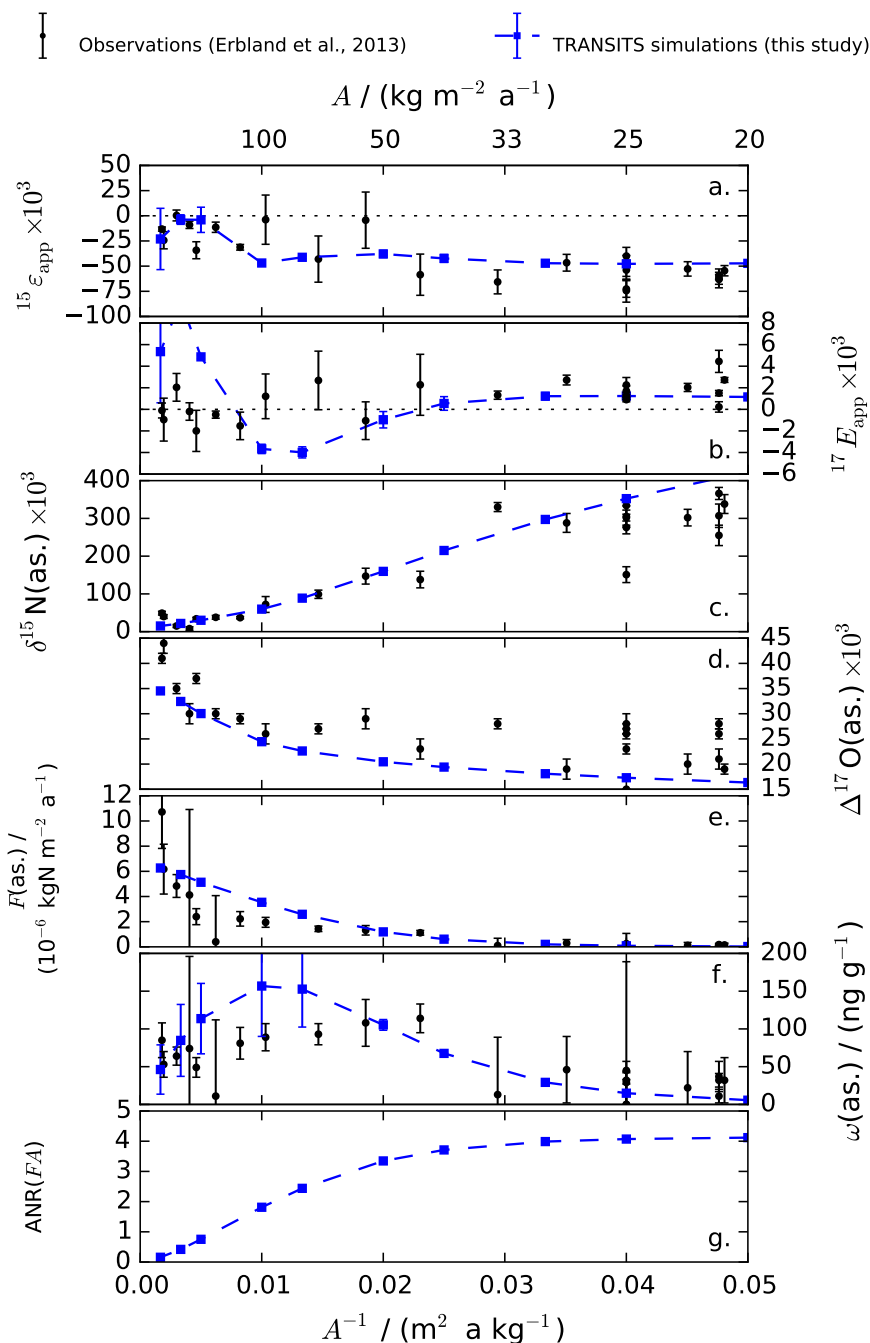 Observations (Erbland et al., 2013)
TRANSITS simulations (this study)
A / (kg m⁻² a⁻¹)
100 50 33 25 20
50
25
0
−25
−50
−75
−100
¹⁵ε_app ×10³
a.
8
6
4
2
0
−2
−4
−6
¹⁷E_app ×10³
b.
400
300
200
100
0
δ¹⁵N(as.) ×10³
c.
45
40
35
30
25
20
15
Δ¹⁷O(as.) ×10³
d.
12
10
8
6
4
2
0
F(as.) /
(10⁻⁶ kgN m⁻² a⁻¹)
e.
200
150
100
50
0
ω(as.) / (ng g⁻¹)
f.
5
5
4
3
2
1
0
ANR(FA)
g.
0.00 0.01 0.02 0.03 0.04 0.05
A⁻¹ / (m² a kg⁻¹)